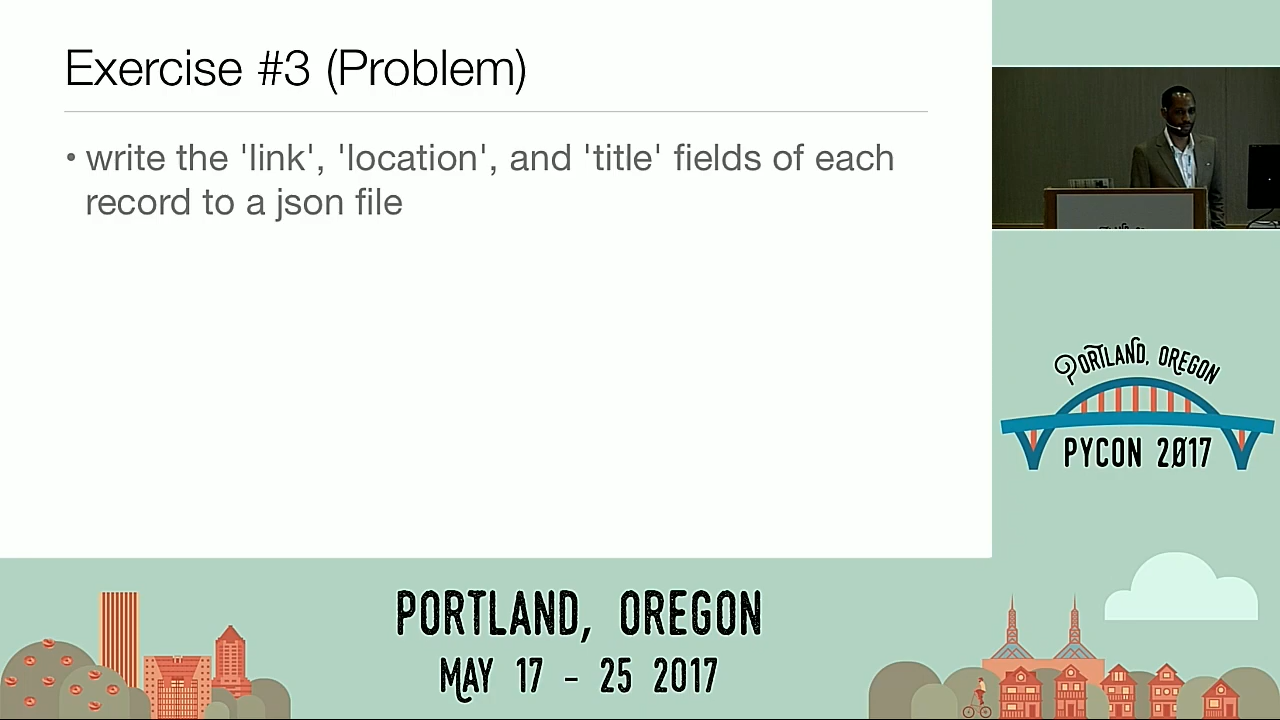 Exercise #3 (Problem)
• write the 'link', 'location', and 'title' fields of each
record to a json file
PORTLAND, OREGON
PYCON 2017
PORTLAND, OREGON
MAY 17 - 25 2017